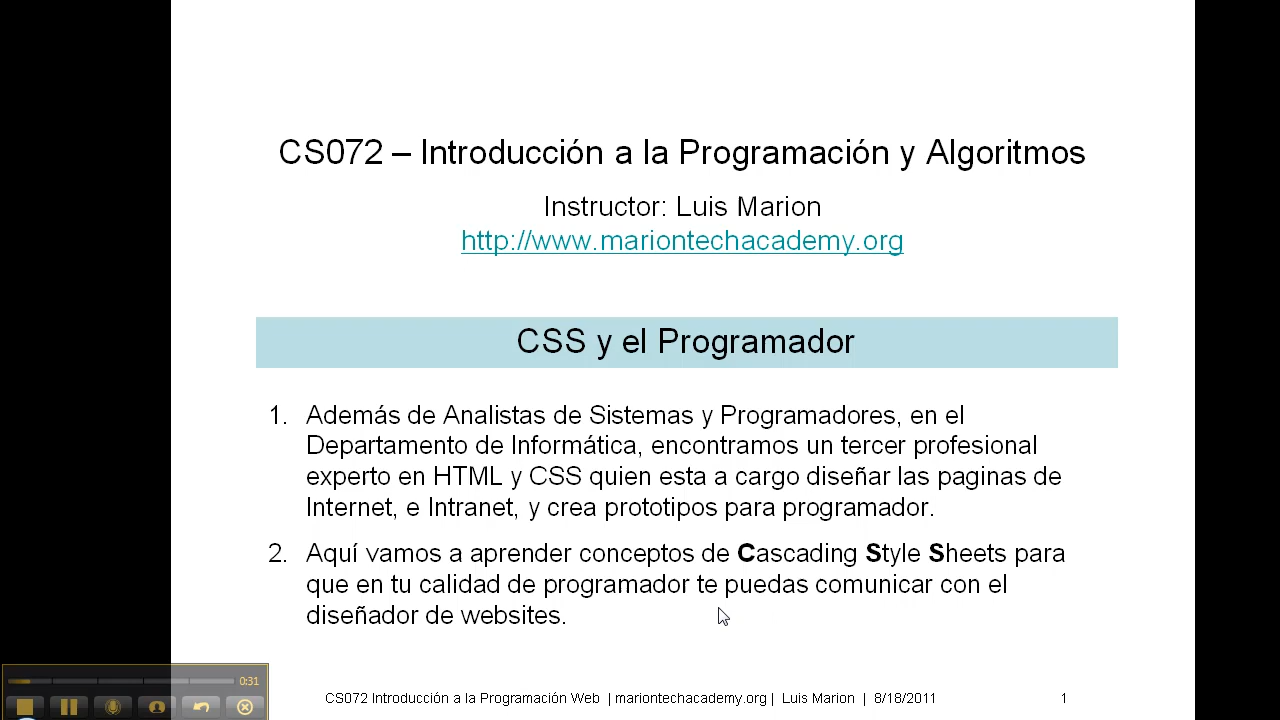 CS072 – Introducción a la Programación y Algoritmos
Instructor: Luis Marion
http://www.mariontechacademy.org
CSS y el Programador
1. Además de Analistas de Sistemas y Programadores, en el
Departamento de Informática, encontramos un tercer profesional
experto en HTML y CSS quien esta a cargo diseñar las paginas de
Internet, e Intranet, y crea prototipos para programador.
2. Aquí vamos a aprender conceptos de Cascading Style Sheets para
que en tu calidad de programador te puedas comunicar con el
diseñador de websites.
0:31
CS072 Introducción a la Programación Web | mariontechacademy.org | Luis Marion | 8/18/2011 1